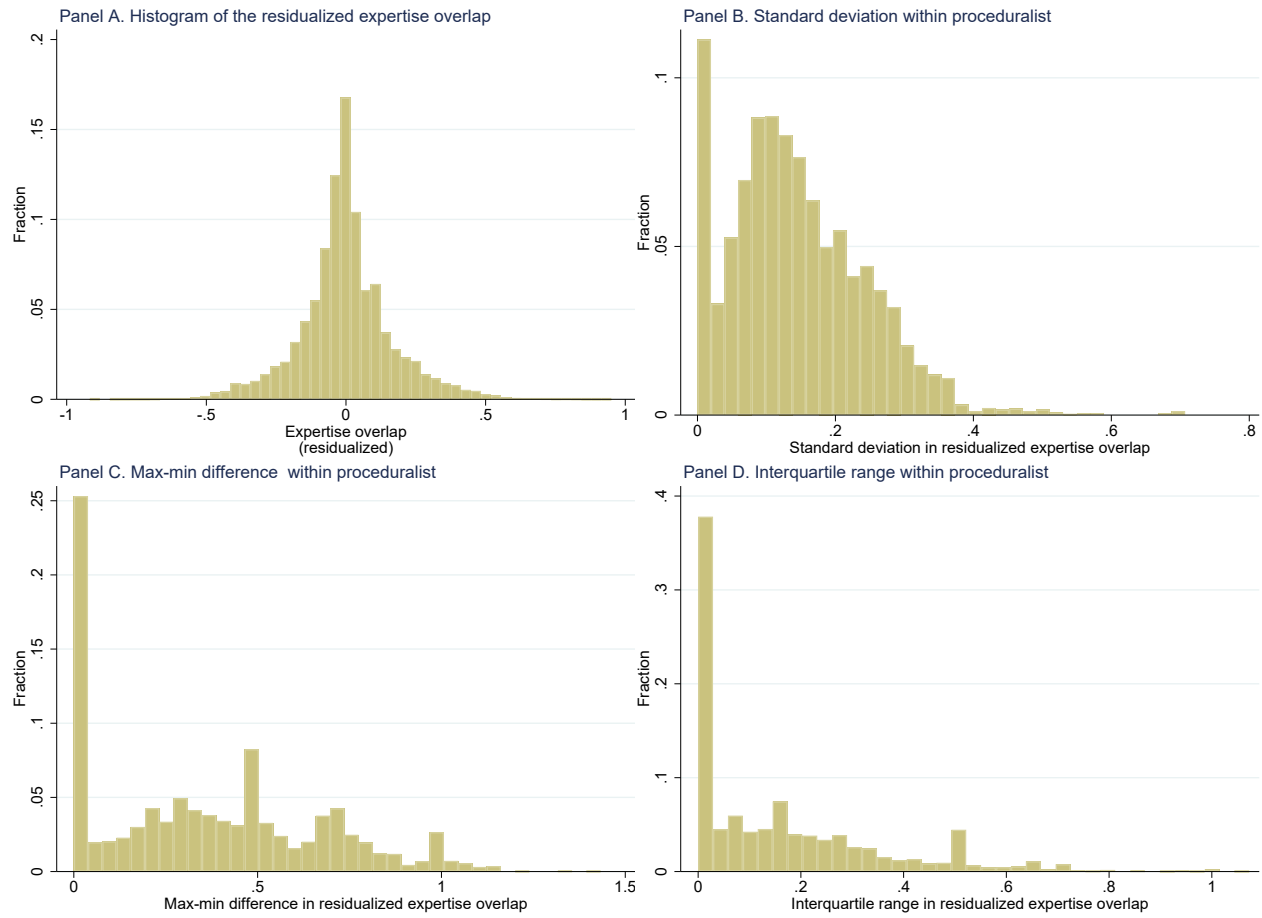 Panel A. Histogram of the residualized expertise overlap
.2
.15
.1
.05
0
Fraction
-1 -.5 0 .5 1
Expertise overlap
(residualized)
Panel B. Standard deviation within proceduralist
.1
.05
0
Fraction
0 .2 .4 .6 .8
Standard deviation in residualized expertise overlap
Panel C. Max-min difference  within proceduralist
.25
.2
.15
.1
.05
0
Fraction
0 .5 1 1.5
Max-min difference in residualized expertise overlap
Panel D. Interquartile range within proceduralist
.4
.3
.2
.1
0
Fraction
0 .2 .4 .6 .8 1
Interquartile range in residualized expertise overlap